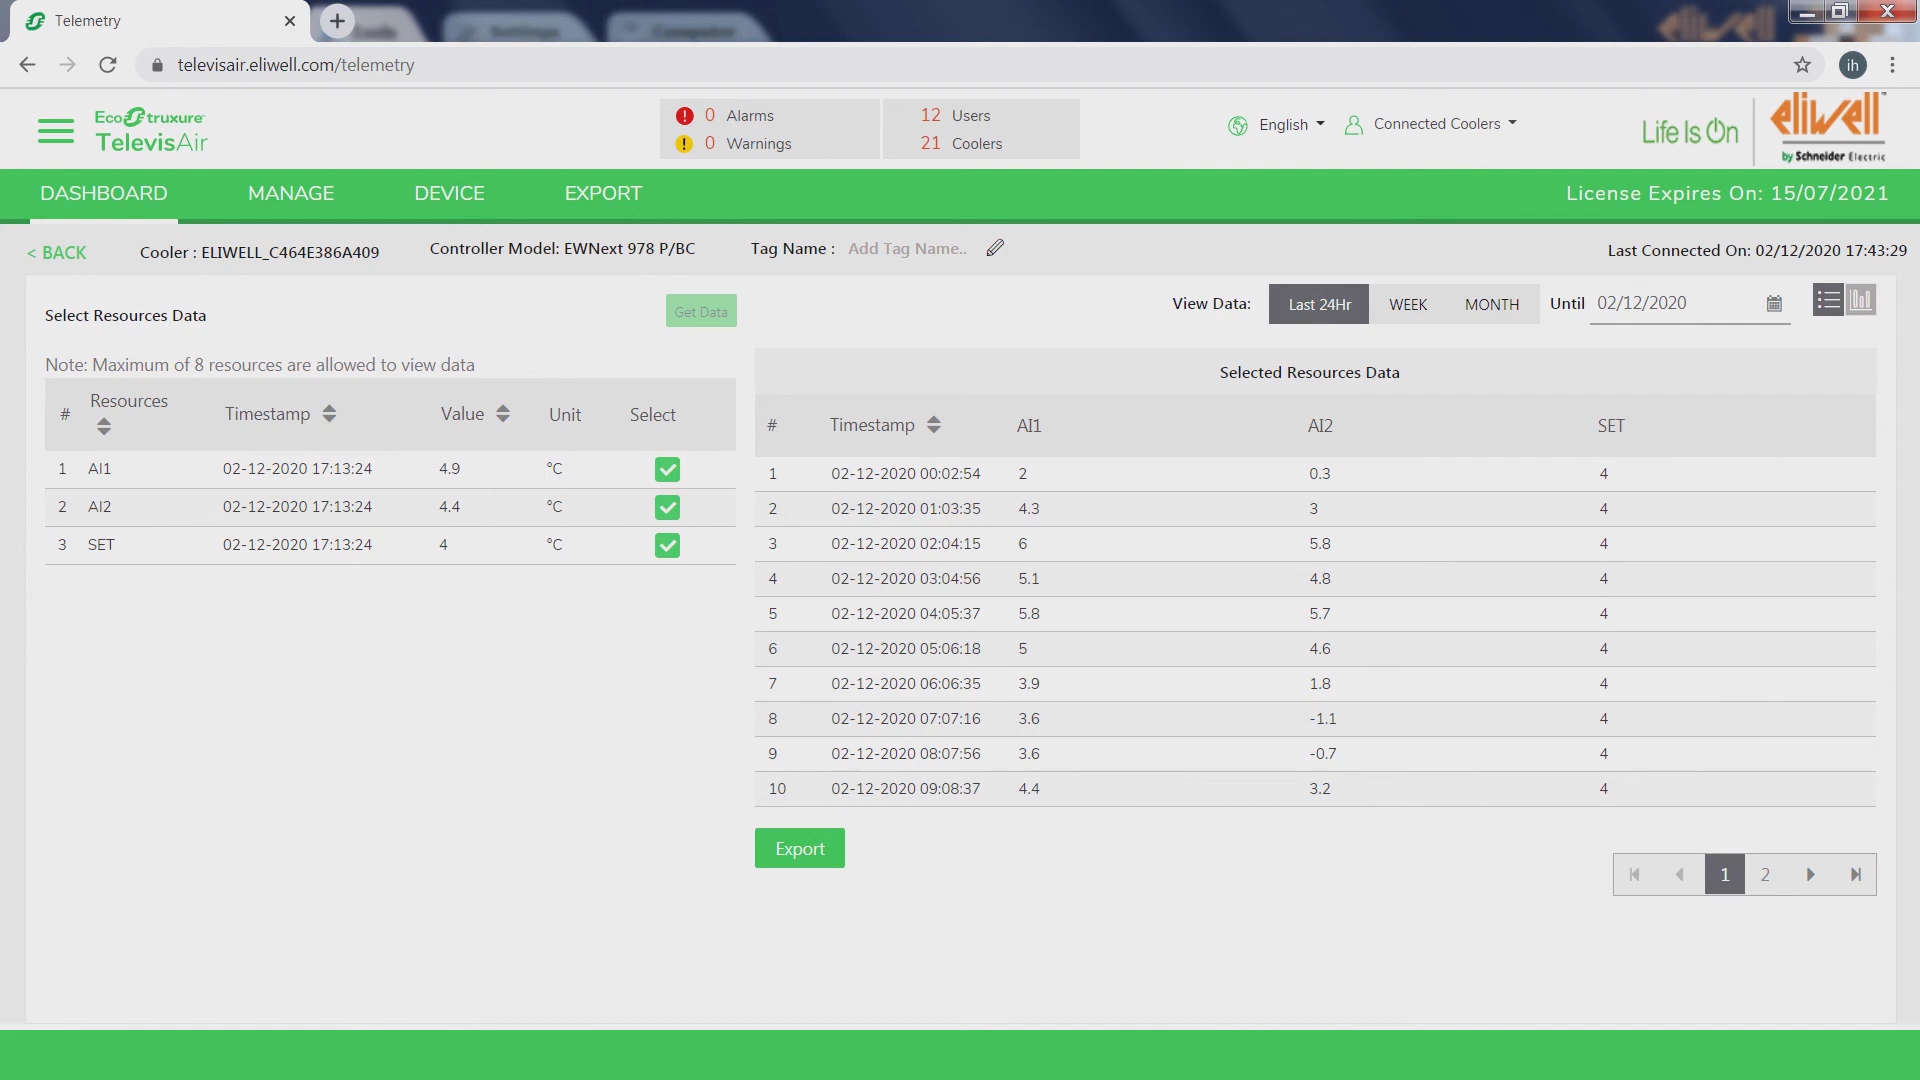 Telemetry
televisair.eliwell.com/telemetry
ih
EcoStruxure
TelevisAir
0 Alarms
0 Warnings
12 Users
21 Coolers
English
Connected Coolers
Life Is On
eliwell
by Schneider Electric
DASHBOARD MANAGE DEVICE EXPORT License Expires On: 15/07/2021
< BACK Cooler : ELIWELL_C464E386A409 Controller Model: EWNext 978 P/BC Tag Name : Add Tag Name.. Last Connected On: 02/12/2020 17:43:29
Select Resources Data Get Data
Note: Maximum of 8 resources are allowed to view data
# Resources Timestamp Value Unit Select
1 AI1 02-12-2020 17:13:24 4.9 °C
2 AI2 02-12-2020 17:13:24 4.4 °C
3 SET 02-12-2020 17:13:24 4 °C
View Data: Last 24Hr WEEK MONTH Until 02/12/2020
Selected Resources Data
# Timestamp AI1 AI2 SET
1 02-12-2020 00:02:54 2 0.3 4
2 02-12-2020 01:03:35 4.3 3 4
3 02-12-2020 02:04:15 6 5.8 4
4 02-12-2020 03:04:56 5.1 4.8 4
5 02-12-2020 04:05:37 5.8 5.7 4
6 02-12-2020 05:06:18 5 4.6 4
7 02-12-2020 06:06:35 3.9 1.8 4
8 02-12-2020 07:07:16 3.6 -1.1 4
9 02-12-2020 08:07:56 3.6 -0.7 4
10 02-12-2020 09:08:37 4.4 3.2 4
Export
1 2